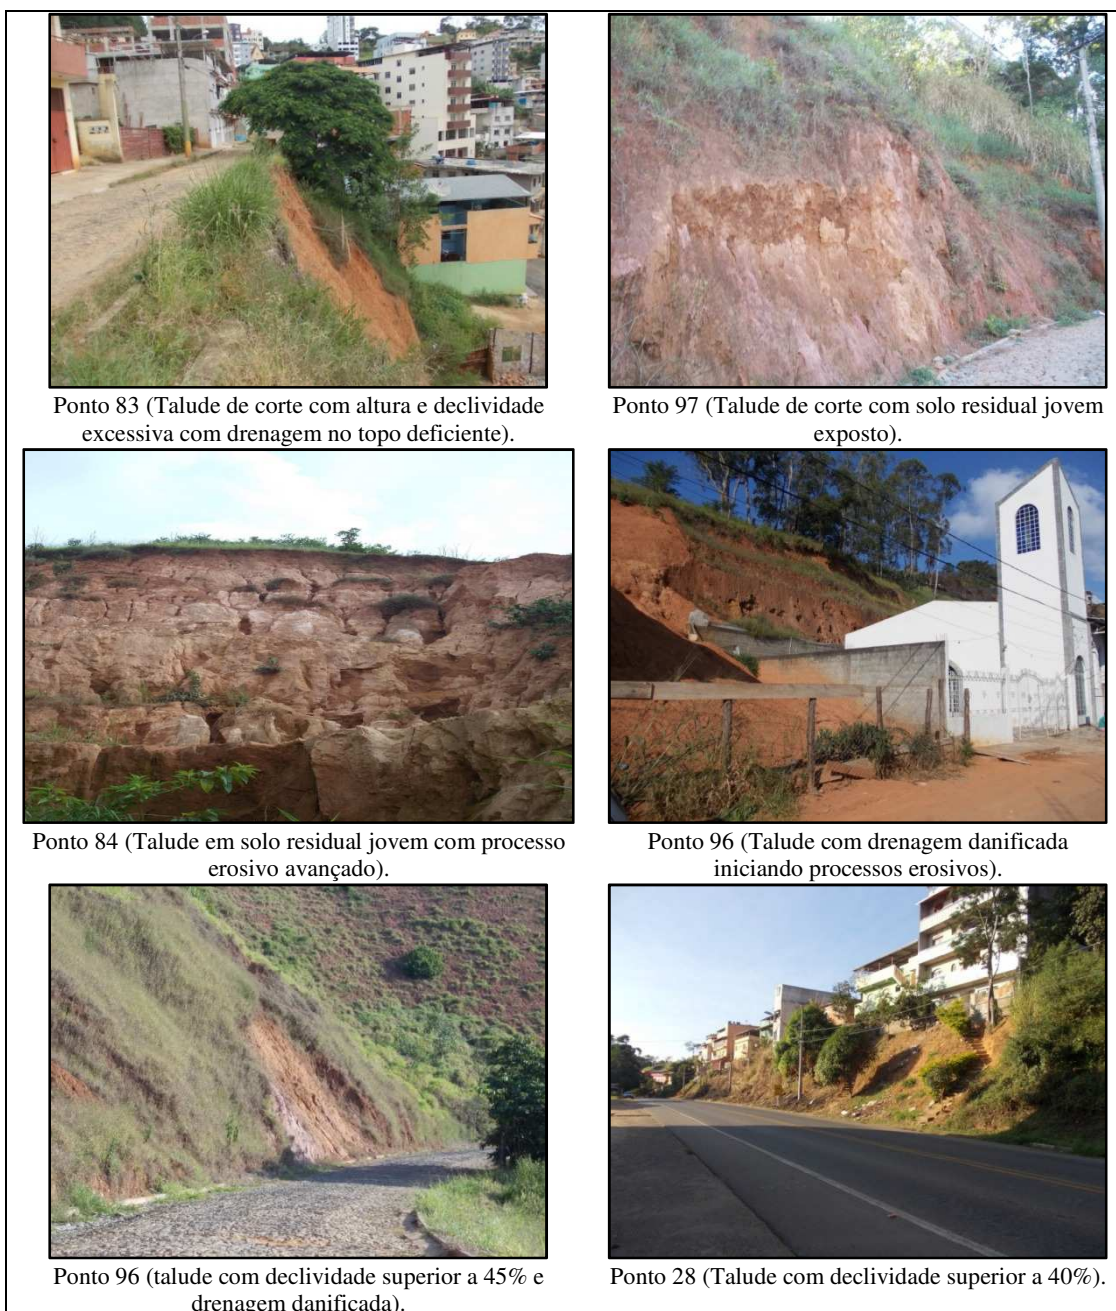 Ponto 83 (Talude de corte com altura e declividade
excessiva com drenagem no topo deficiente).
Ponto 97 (Talude de corte com solo residual jovem
exposto).
Ponto 84 (Talude em solo residual jovem com processo
erosivo avançado).
Ponto 96 (Talude com drenagem danificada
iniciando processos erosivos).
Ponto 96 (talude com declividade superior a 45% e
drenagem danificada).
Ponto 28 (Talude com declividade superior a 40%).